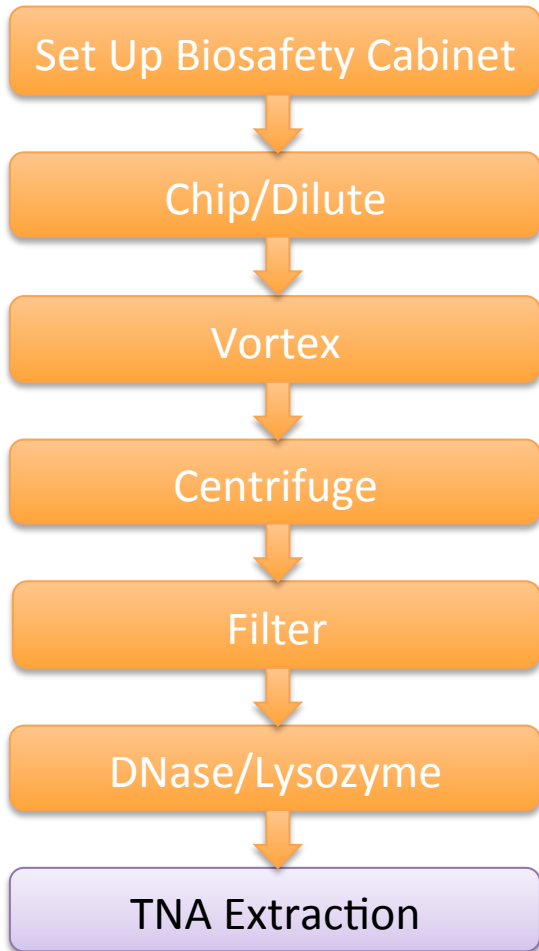 Set Up Biosafety Cabinet
Chip/Dilute
Vortex
Centrifuge
Filter
DNase/Lysozyme
TNA Extraction